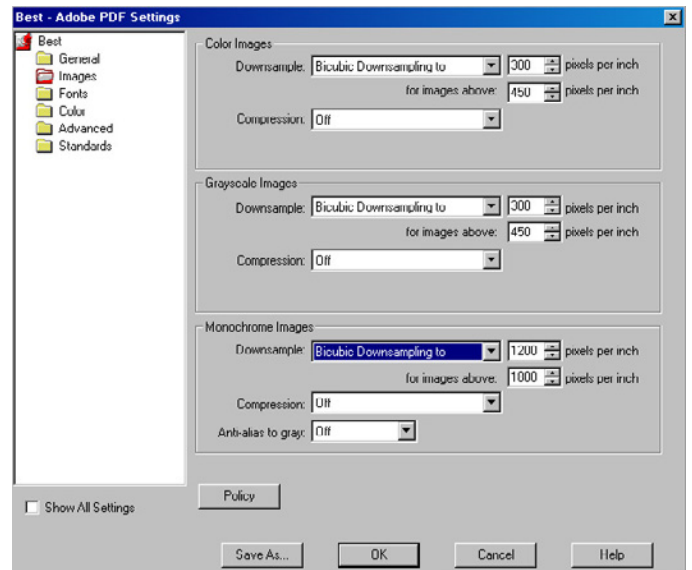 Best - Adobe PDF Settings
Best
General
Images
Fonts
Color
Advanced
Standards
Show All Settings
Color Images
Downsample: Bicubic Downsampling to 300 pixels per inch
for images above: 450 pixels per inch
Compression: Off
Grayscale Images
Downsample: Bicubic Downsampling to 300 pixels per inch
for images above: 450 pixels per inch
Compression: Off
Monochrome Images
Downsample: Bicubic Downsampling to 1200 pixels per inch
for images above: 1000 pixels per inch
Compression: Off
Anti-alias to gray: Off
Policy
Save As... OK Cancel Help